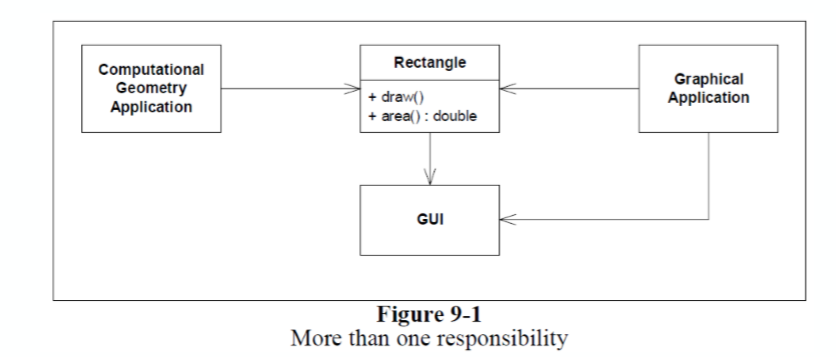 Computational
Geometry
Application
Rectangle
+ draw()
+ area() : double
Graphical
Application
GUI
Figure 9-1
More than one responsibility